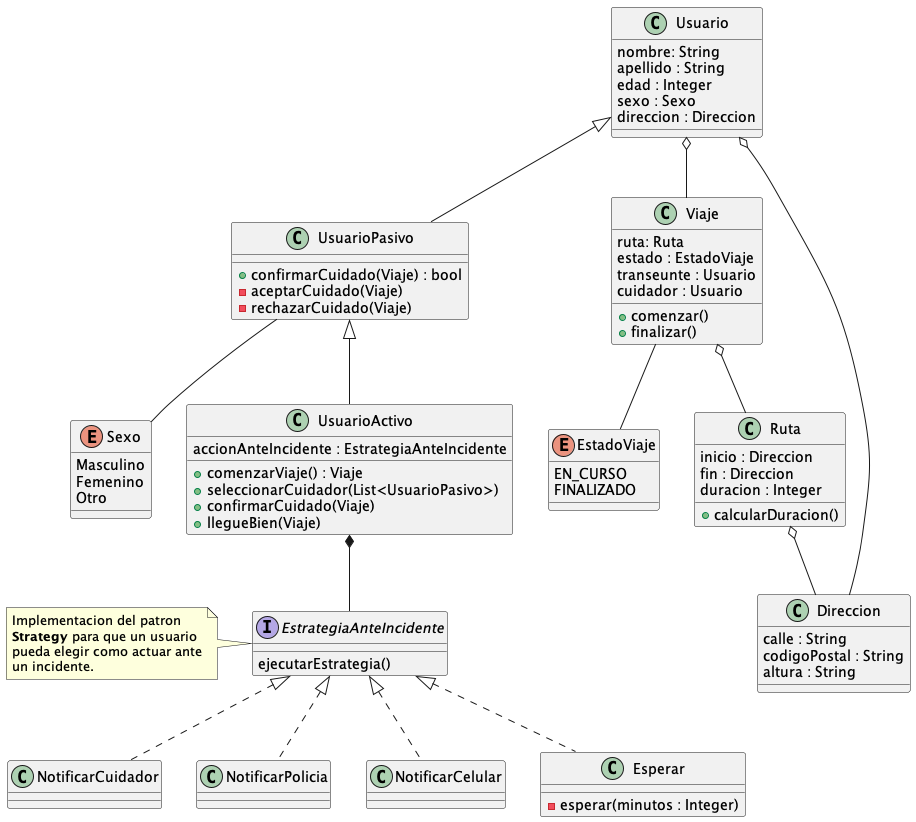 C Usuario
nombre: String
apellido : String
edad : Integer
sexo : Sexo
direccion : Direccion
C UsuarioPasivo
confirmarCuidado(Viaje) : bool
aceptarCuidado(Viaje)
rechazarCuidado(Viaje)
C Viaje
ruta: Ruta
estado : EstadoViaje
transeunte : Usuario
cuidador : Usuario
comenzar()
finalizar()
E Sexo
Masculino
Femenino
Otro
C UsuarioActivo
accionAnteIncidente : EstrategiaAnteIncidente
comenzarViaje() : Viaje
seleccionarCuidador(List<UsuarioPasivo>)
confirmarCuidado(Viaje)
llegueBien(Viaje)
E EstadoViaje
EN_CURSO
FINALIZADO
C Ruta
inicio : Direccion
fin : Direccion
duracion : Integer
calcularDuracion()
Implementacion del patron
Strategy para que un usuario
pueda elegir como actuar ante
un incidente.
I EstrategiaAnteIncidente
ejecutarEstrategia()
C Direccion
calle : String
codigoPostal : String
altura : String
C NotificarCuidador
C NotificarPolicia
C NotificarCelular
C Esperar
esperar(minutos : Integer)